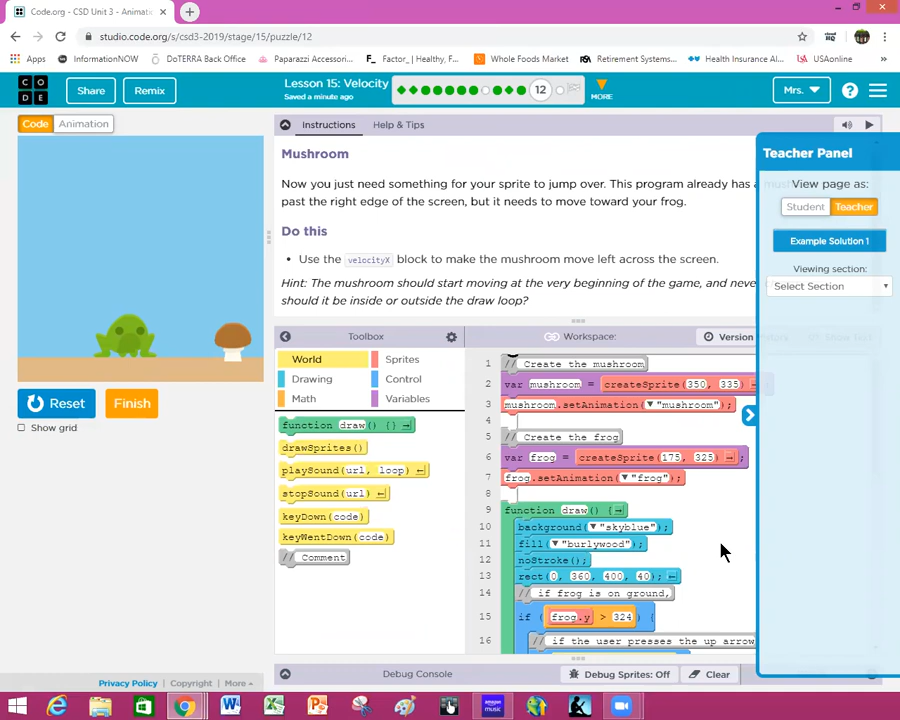 Code.org - CSD Unit 3 - Animatio
studio.code.org/s/csd3-2019/stage/15/puzzle/12
Apps InformationNOW DoTERRA Back Office Paparazzi Accessor... Factor_ | Healthy, F... Whole Foods Market Retirement Systems... Health Insurance Al... USAonline »
CODE
Share Remix
Lesson 15: Velocity
Saved a minute ago
12
MORE
Mrs.
Code Animation
Instructions Help & Tips
Mushroom
Now you just need something for your sprite to jump over. This program already has a
past the right edge of the screen, but it needs to move toward your frog.
Do this
• Use the velocityX block to make the mushroom move left across the screen.
Hint: The mushroom should start moving at the very beginning of the game, and neve
should it be inside or outside the draw loop?
Teacher Panel
View page as:
Student Teacher
Example Solution 1
Viewing section:
Select Section
Reset Finish
Show grid
Toolbox
Workspace:
Version
World Sprites
Drawing Control
Math Variables
function draw() {}
drawSprites()
playSound(url, loop)
stopSound(url)
keyDown(code)
keyWentDown(code)
// Comment
1 // Create the mushroom
2 var mushroom = createSprite(350, 335)
3 mushroom.setAnimation("mushroom");
4
5 // Create the frog
6 var frog = createSprite(175, 325);
7 frog.setAnimation("frog");
8
9 function draw() {
10 background("skyblue");
11 fill("burlywood");
12 noStroke();
13 rect(0, 360, 400, 40);
14 // if frog is on ground,
15 if (frog.y > 324) {
16 // if the user presses the up arrow
Debug Console
Debug Sprites: Off Clear
Privacy Policy | Copyright | More